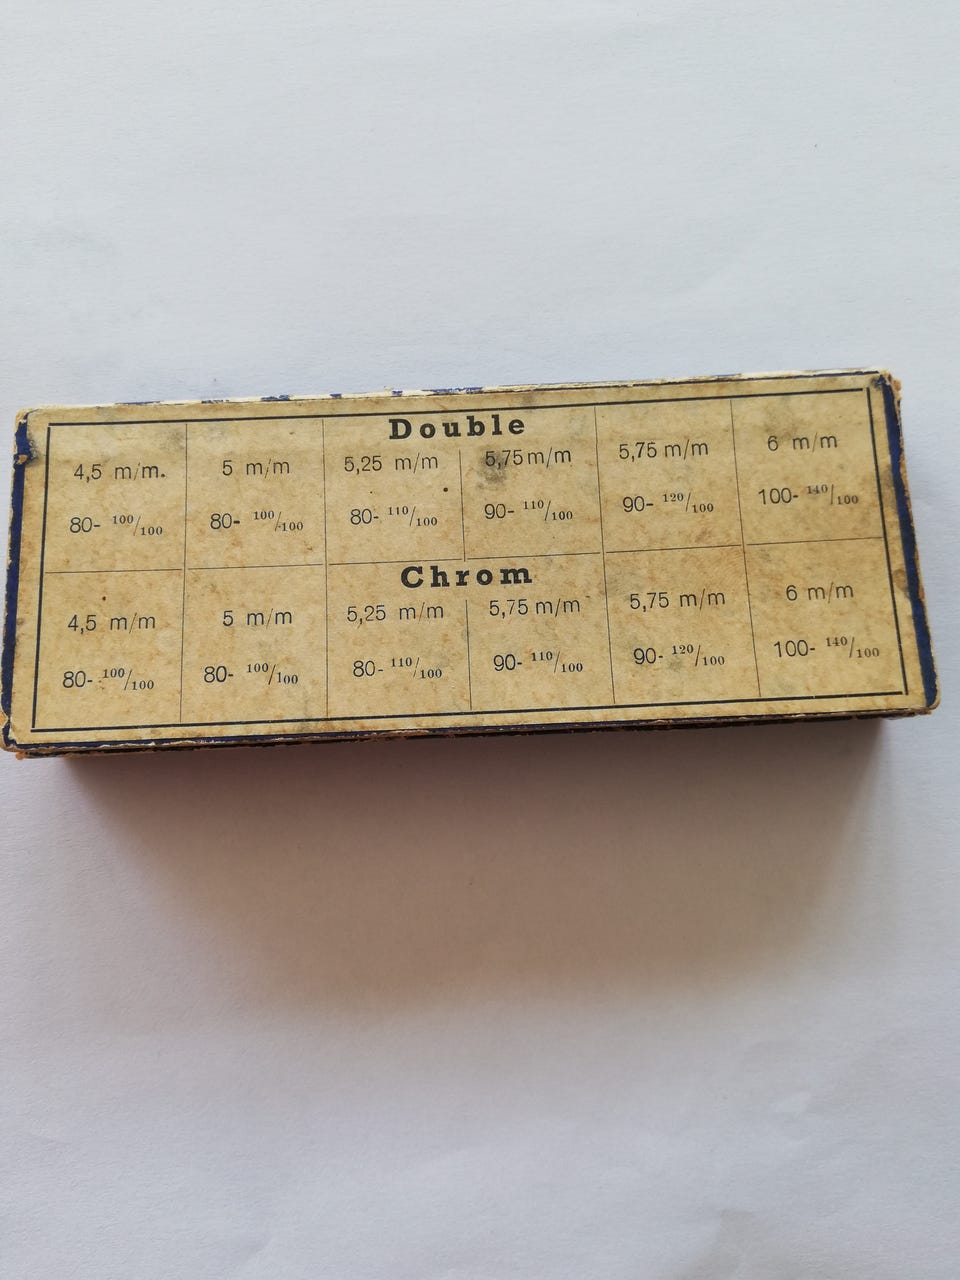 Double
4,5 m/m. 5 m/m 5,25 m/m 5,75 m/m 5,75 m/m 6 m/m
80- 100/100 80- 100/100 80- 110/100 90- 110/100 90- 120/100 100- 140/100
Chrom
4,5 m/m 5 m/m 5,25 m/m 5,75 m/m 5,75 m/m 6 m/m
80- 100/100 80- 100/100 80- 110/100 90- 110/100 90- 120/100 100- 140/100